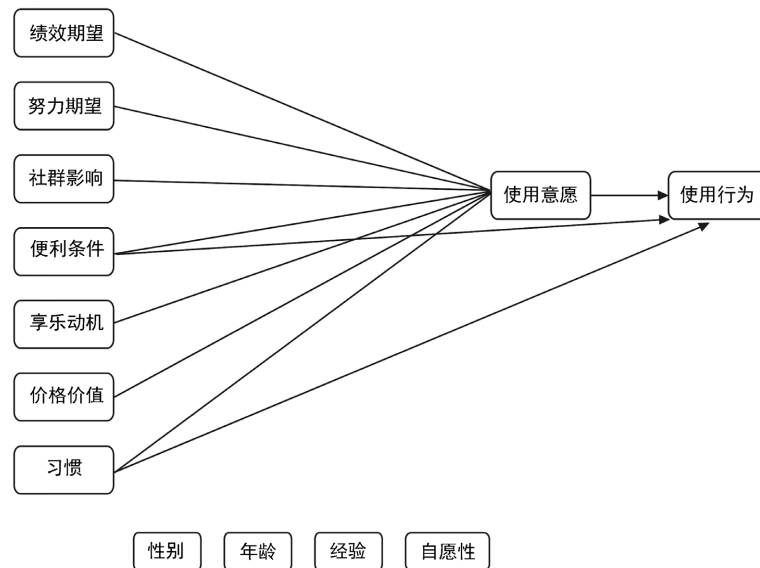 绩效期望
努力期望
社群影响
使用意愿
使用行为
便利条件
享乐动机
价格价值
习惯
性别
年龄
经验
自愿性